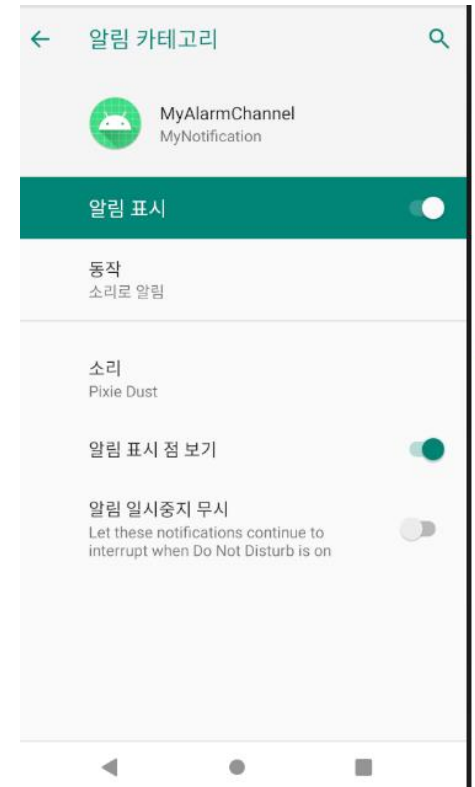 알림 카테고리
MyAlarmChannel
MyNotification
알림 표시
동작
소리로 알림
소리
Pixie Dust
알림 표시 점 보기
알림 일시중지 무시
Let these notifications continue to
interrupt when Do Not Disturb is on